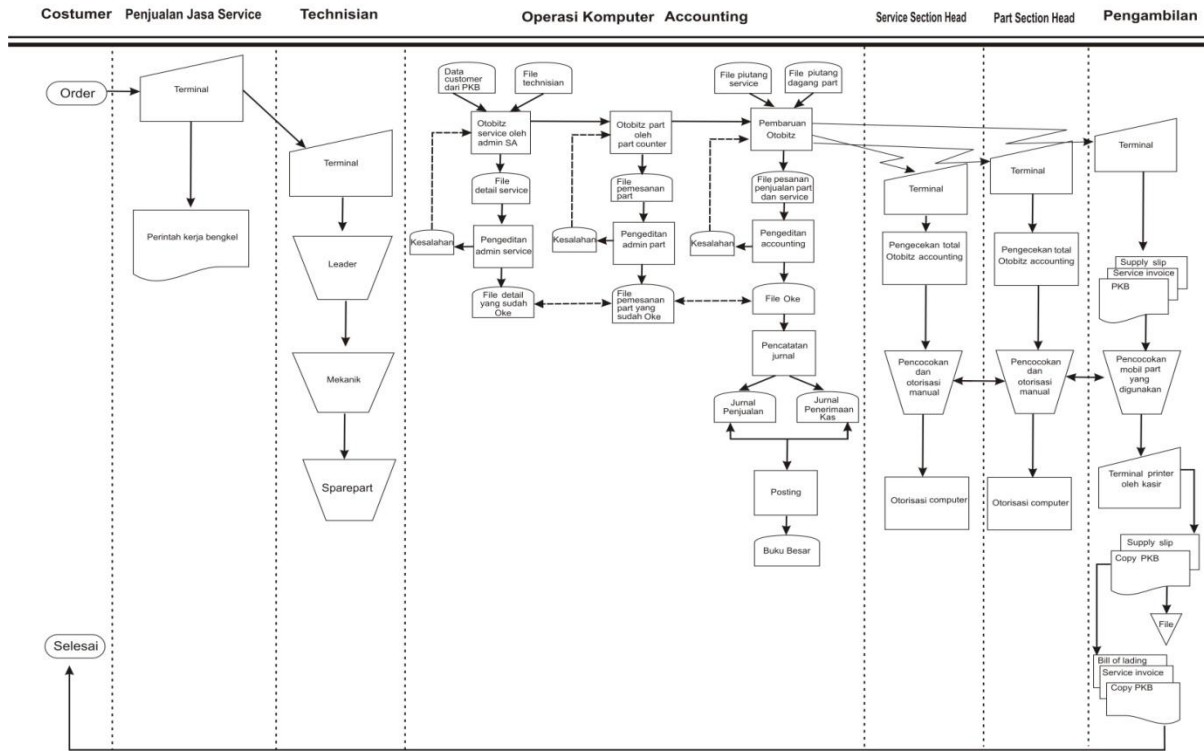 Costumer
Penjualan Jasa Service
Technisian
Operasi Komputer Accounting
Service Section Head
Part Section Head
Pengambilan
Order
Terminal
Perintah kerja bengkel
Terminal
Leader
Mekanik
Sparepart
Data
customer
dari PKB
File
technisian
Otobitz
service oleh
admin SA
File
detail service
Kesalahan
Pengeditan
admin service
File detail
yang sudah
Oke
Otobitz part
oleh
part counter
File
pemesanan
part
Kesalahan
Pengeditan
admin part
File
pemesanan
part yang
sudah Oke
File piutang
service
File piutang
dagang part
Pembaruan
Otobitz
File pesanan
penjualan part
dan service
Kesalahan
Pengeditan
accounting
File Oke
Pencatatan
jurnal
Jurnal
Penjualan
Jurnal
Penerimaan
Kas
Posting
Buku Besar
Terminal
Pengecekan total
Otobitz accounting
Pencocokan
dan
otorisasi
manual
Otorisasi computer
Terminal
Pengecekan total
Otobitz accounting
Pencocokan
dan
otorisasi
manual
Otorisasi computer
Terminal
Supply slip
Service invoice
PKB
Pencocokan
mobil part
yang
digunakan
Terminal printer
oleh kasir
Supply slip
Copy PKB
File
Bill of lading
Service invoice
Copy PKB
Selesai